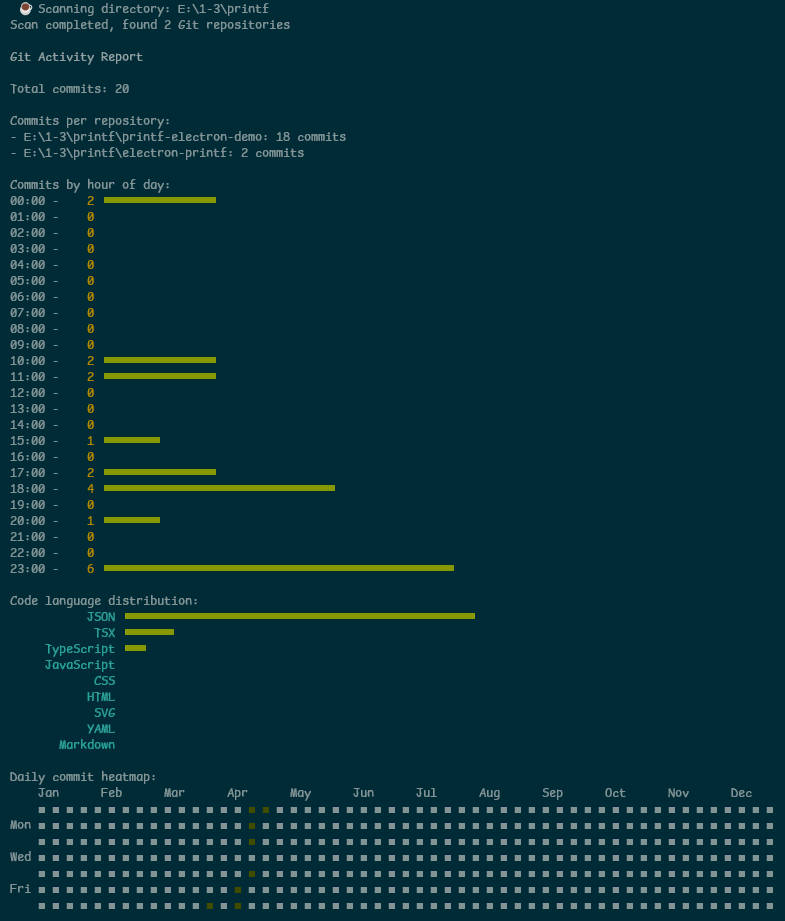 Scanning directory: E:\1-3\printf
Scan completed, found 2 Git repositories
Git Activity Report
Total commits: 20
Commits per repository:
- E:\1-3\printf\printf-electron-demo: 18 commits
- E:\1-3\printf\electron-printf: 2 commits
Commits by hour of day:
00:00 - 2
01:00 - 0
02:00 - 0
03:00 - 0
04:00 - 0
05:00 - 0
06:00 - 0
07:00 - 0
08:00 - 0
09:00 - 0
10:00 - 2
11:00 - 2
12:00 - 0
13:00 - 0
14:00 - 0
15:00 - 1
16:00 - 0
17:00 - 2
18:00 - 4
19:00 - 0
20:00 - 1
21:00 - 0
22:00 - 0
23:00 - 6
Code language distribution:
JSON
TSX
TypeScript
JavaScript
CSS
HTML
SVG
YAML
Markdown
Daily commit heatmap:
Jan Feb Mar Apr May Jun Jul Aug Sep Oct Nov Dec
Mon
Wed
Fri